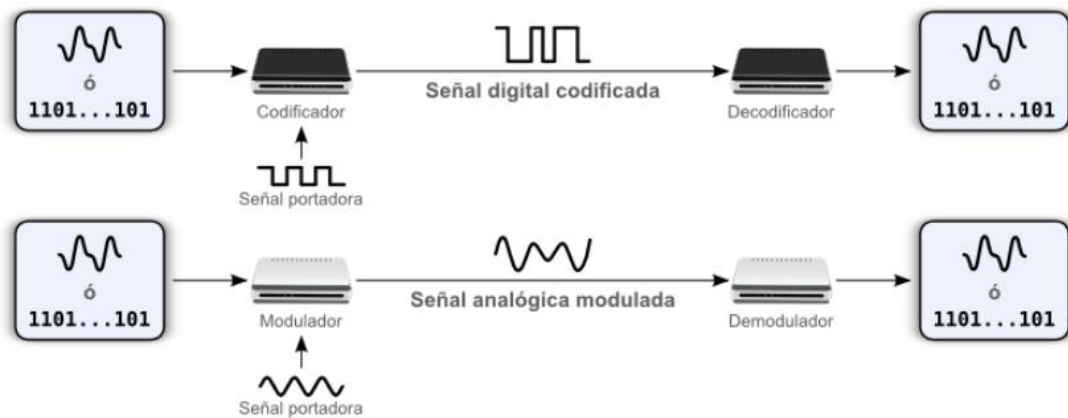 ó
1101...101
Codificador
Señal portadora
Señal digital codificada
Decodificador
ó
1101...101
ó
1101...101
Modulador
Señal portadora
Señal analógica modulada
Demodulador
ó
1101...101